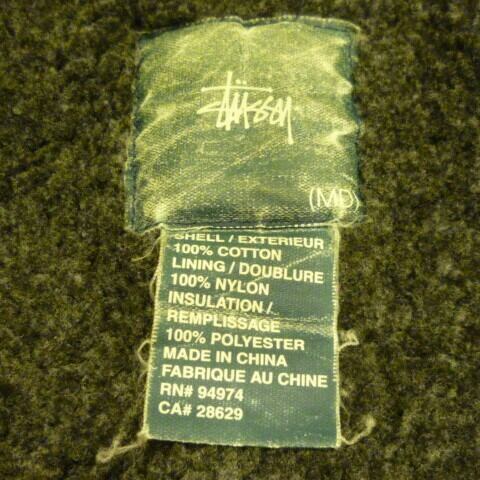 Stüssy
(MD)
SHELL / EXTERIEUR
100% COTTON
LINING / DOUBLURE
100% NYLON
INSULATION /
REMPLISSAGE
100% POLYESTER
MADE IN CHINA
FABRIQUE AU CHINE
RN# 94974
CA# 28629